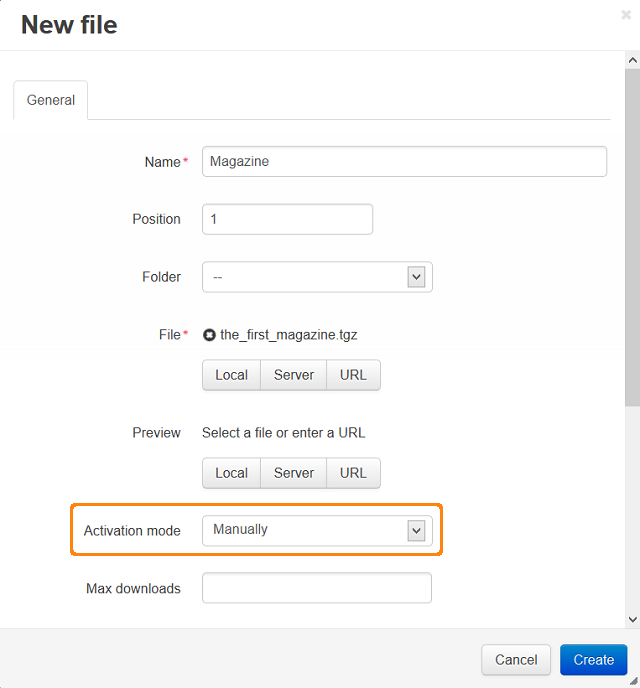 New file
General
Name*
Magazine
Position
1
Folder
--
File*
the_first_magazine.tgz
Local Server URL
Preview
Select a file or enter a URL
Local Server URL
Activation mode
Manually
Max downloads
Cancel Create